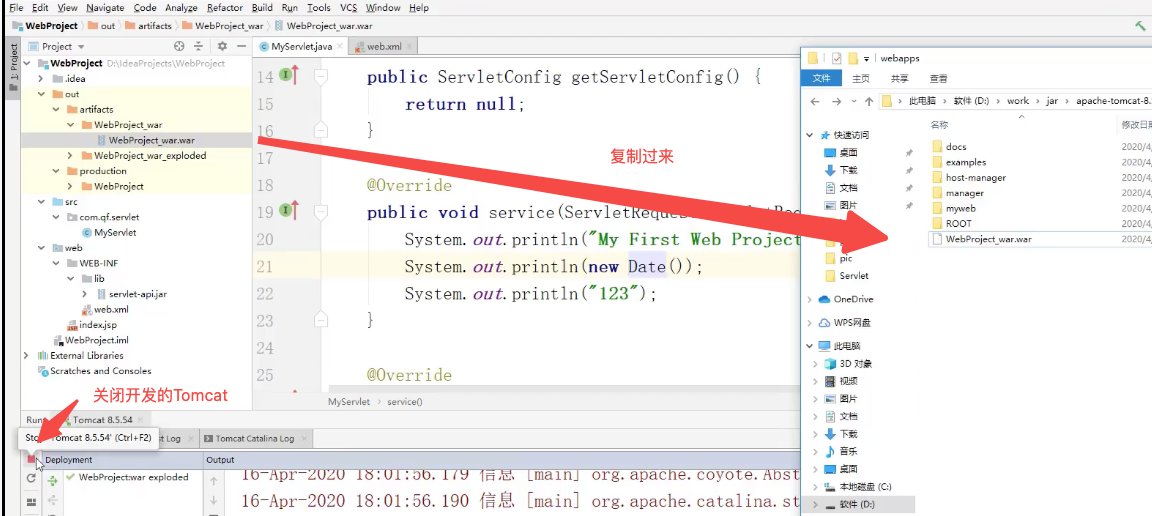 File Edit View Navigate Code Analyze Refactor Build Run Tools VCS Window Help
WebProject out artifacts WebProject_war WebProject_war.war
1: Project
Project
WebProject D:\IdeaProjects\WebProject
.idea
out
artifacts
WebProject_war
WebProject_war.war
WebProject_war_exploded
production
WebProject
src
com.qf.servlet
MyServlet
web
WEB-INF
lib
servlet-api.jar
web.xml
index.jsp
WebProject.iml
External Libraries
Scratches and Consoles
MyServlet.java web.xml
14 public ServletConfig getServletConfig() {
15 return null;
16 }
17
18 @Override
19 public void service(ServletReque
20 System.out.println("My First Web Project
21 System.out.println(new Date());
22 System.out.println("123");
23 }
24
25 @Override
MyServlet service()
复制过来
关闭开发的Tomcat
Run Tomcat 8.5.54
Tomcat 8.5.54' (Ctrl+F2)
Log
Tomcat Catalina Log
Deployment
Output
WebProject:war exploded
16-Apr-2020 18:01:56.179 信息 [main] org.apache.coyote.Abst
16-Apr-2020 18:01:56.190 信息 [main] org.apache.catalina.st
webapps
文件 主页 共享 查看
此电脑 软件 (D:) work jar apache-tomcat-8.
快速访问
桌面
下载
文档
图片
pic
Servlet
OneDrive
WPS网盘
此电脑
3D 对象
视频
图片
文档
下载
音乐
桌面
本地磁盘 (C:)
软件 (D:)
名称 修改日期
docs 2020/4/
examples 2020/4/
host-manager 2020/4/
manager 2020/4/
myweb 2020/4/
ROOT 2020/4/
WebProject_war.war 2020/4/